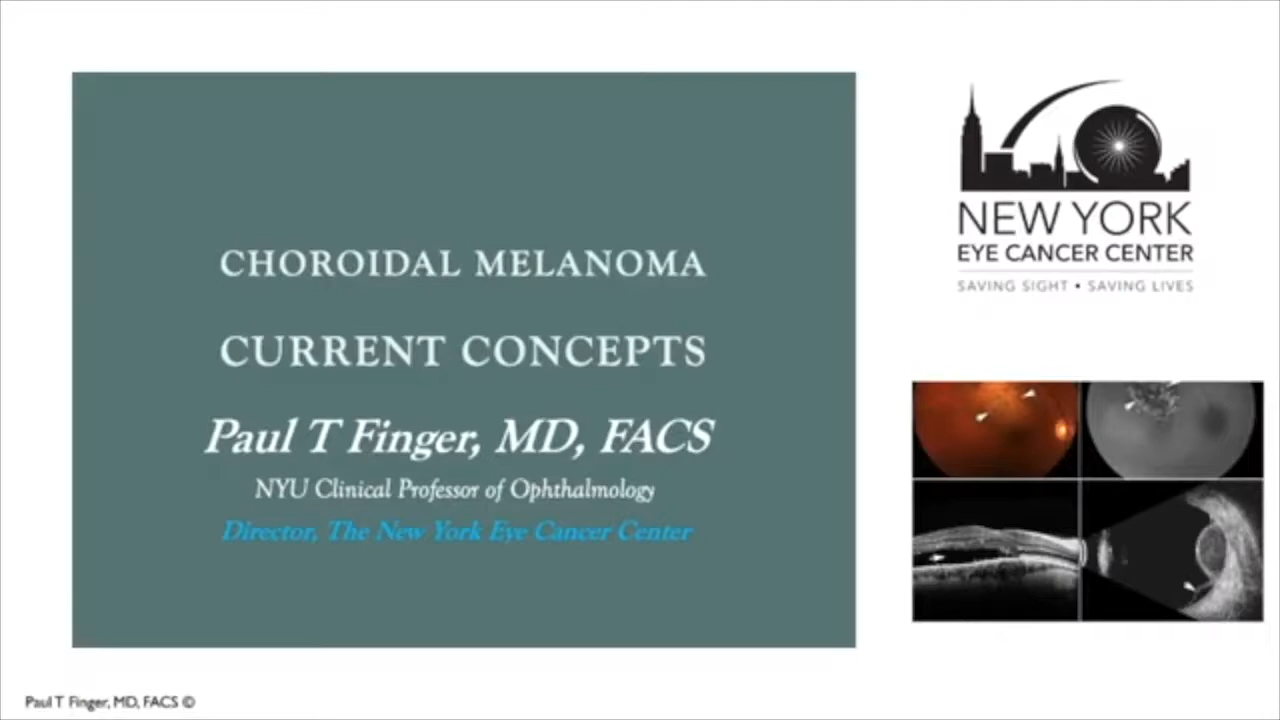 CHOROIDAL MELANOMA
CURRENT CONCEPTS
Paul T Finger, MD, FACS
NYU Clinical Professor of Ophthalmology
Director, The New York Eye Cancer Center
NEW YORK
EYE CANCER CENTER
SAVING SIGHT • SAVING LIVES
Paul T Finger, MD, FACS ©